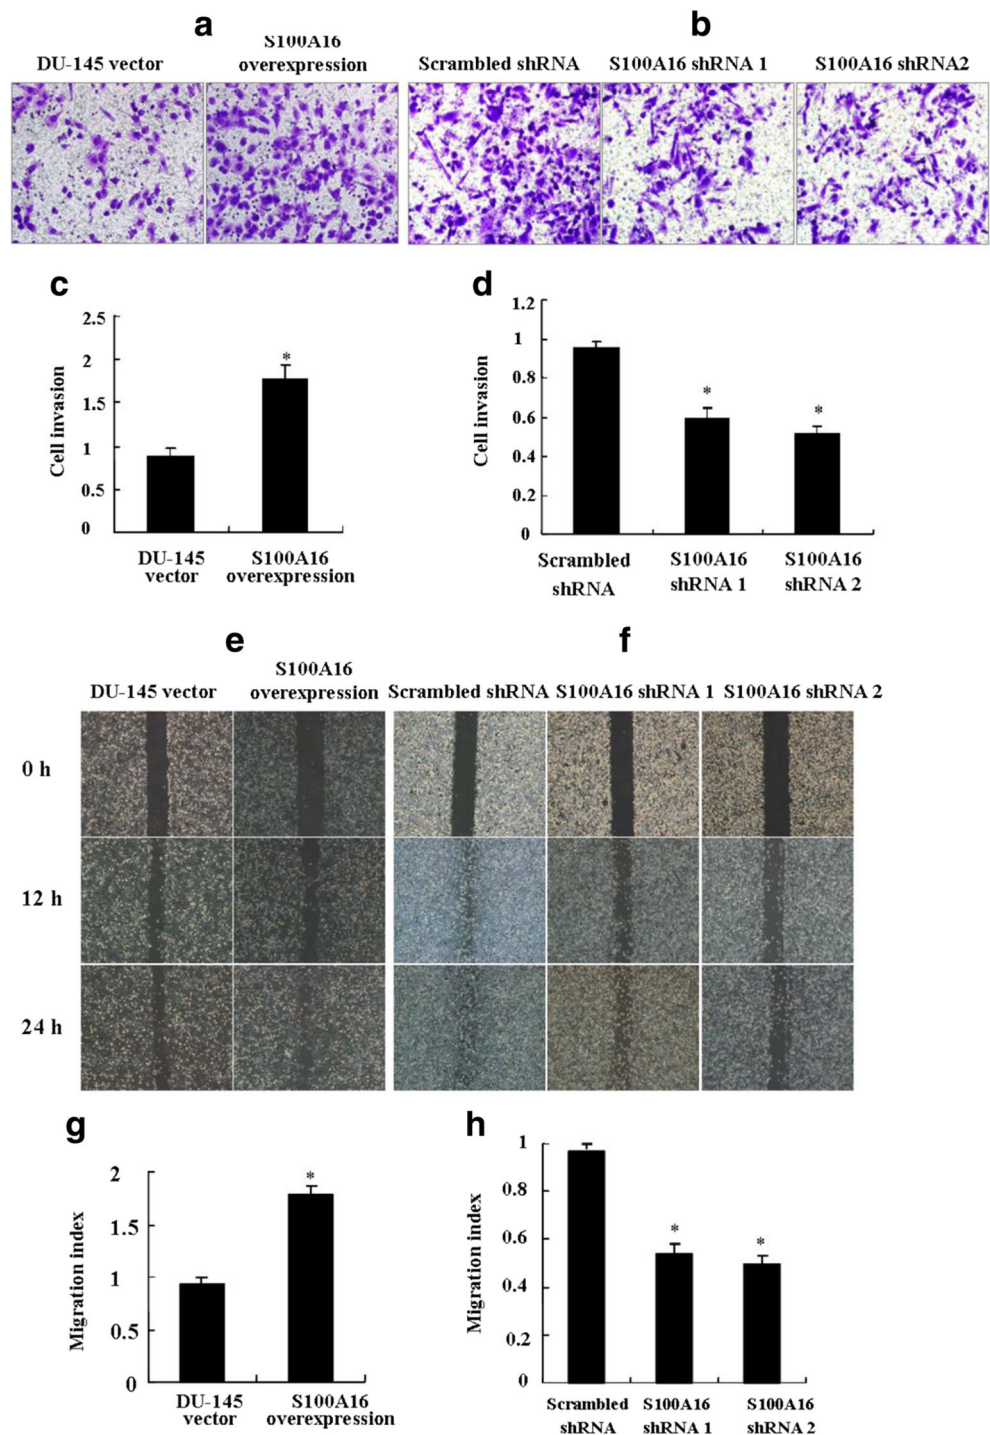 a
b
DU-145 vector
S100A16
overexpression
Scrambled shRNA
S100A16 shRNA 1
S100A16 shRNA2
c
2.5
2
1.5
1
0.5
0
Cell invasion
*
DU-145
vector
S100A16
overexpression
d
1.2
1
0.8
0.6
0.4
0.2
0
Cell invasion
*
*
Scrambled
shRNA
S100A16
shRNA 1
S100A16
shRNA 2
e
f
DU-145 vector
S100A16
overexpression
Scrambled shRNA
S100A16 shRNA 1
S100A16 shRNA 2
0 h
12 h
24 h
g
2
1.5
1
0.5
0
Migration index
*
DU-145
vector
S100A16
overexpression
h
1
0.8
0.6
0.4
0.2
0
Migration index
*
*
Scrambled
shRNA
S100A16
shRNA 1
S100A16
shRNA 2